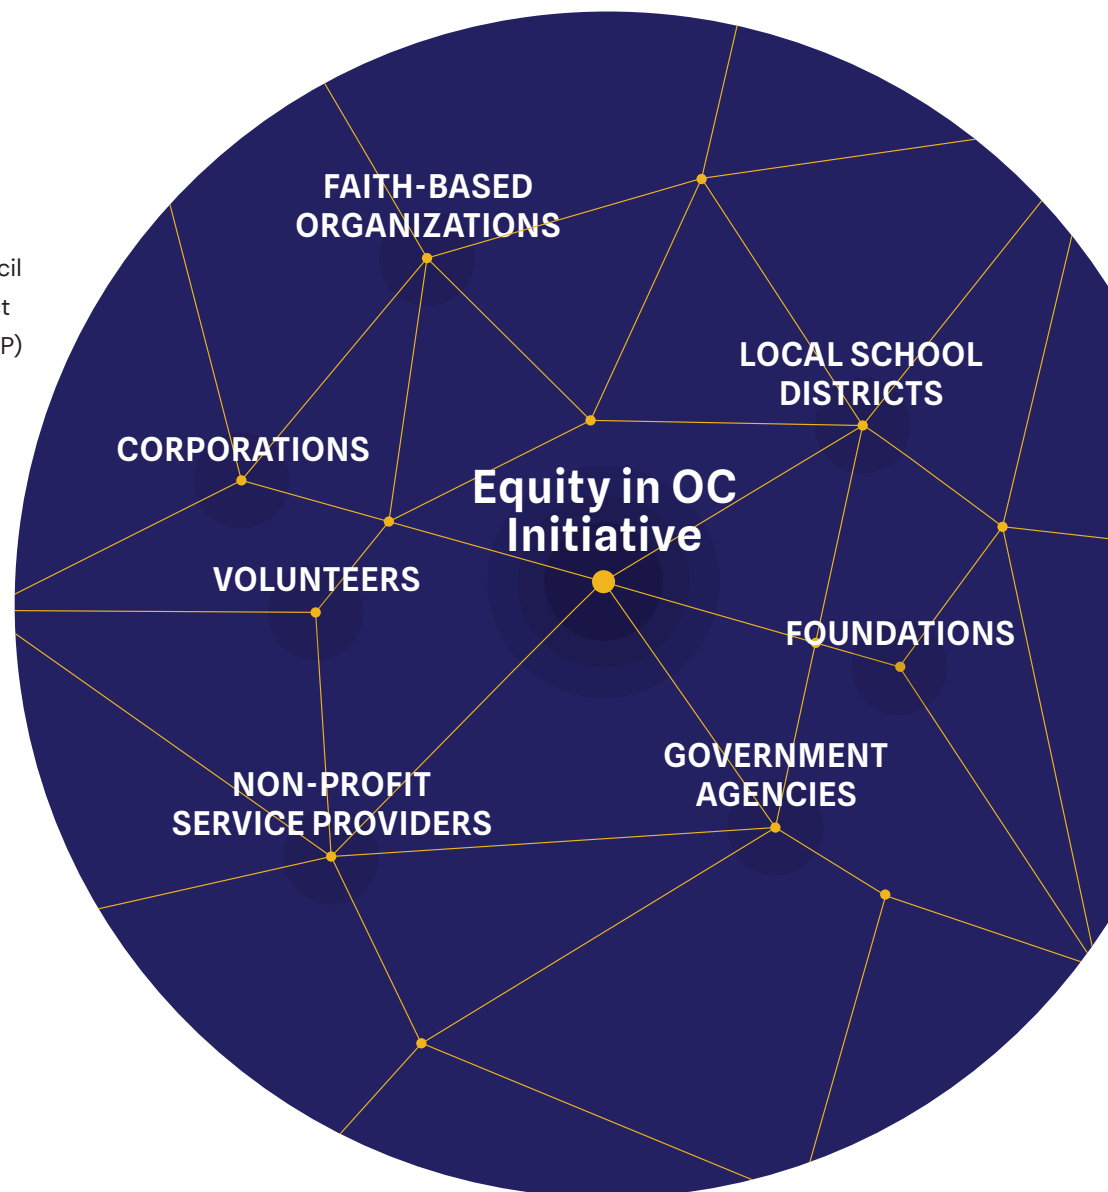 FAITH-BASED
ORGANIZATIONS
P)
LOCAL SCHOOL
DISTRICTS
CORPORATIONS
Equity in OC
Initiative
VOLUNTEERS
FOUNDATIONS
GOVERNMENT
AGENCIES
NON-PROFIT
SERVICE PROVIDERS